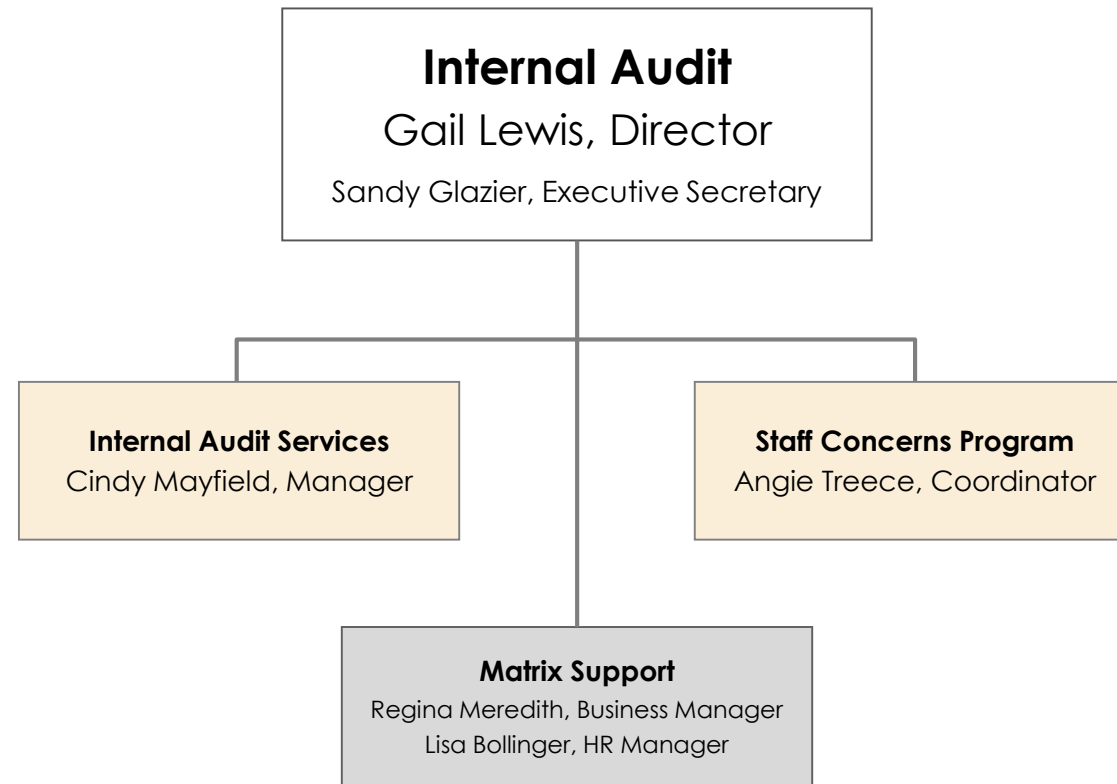 Internal Audit
Gail Lewis, Director
Sandy Glazier, Executive Secretary
Internal Audit Services
Cindy Mayfield, Manager
Staff Concerns Program
Angie Treece, Coordinator
Matrix Support
Regina Meredith, Business Manager
Lisa Bollinger, HR Manager